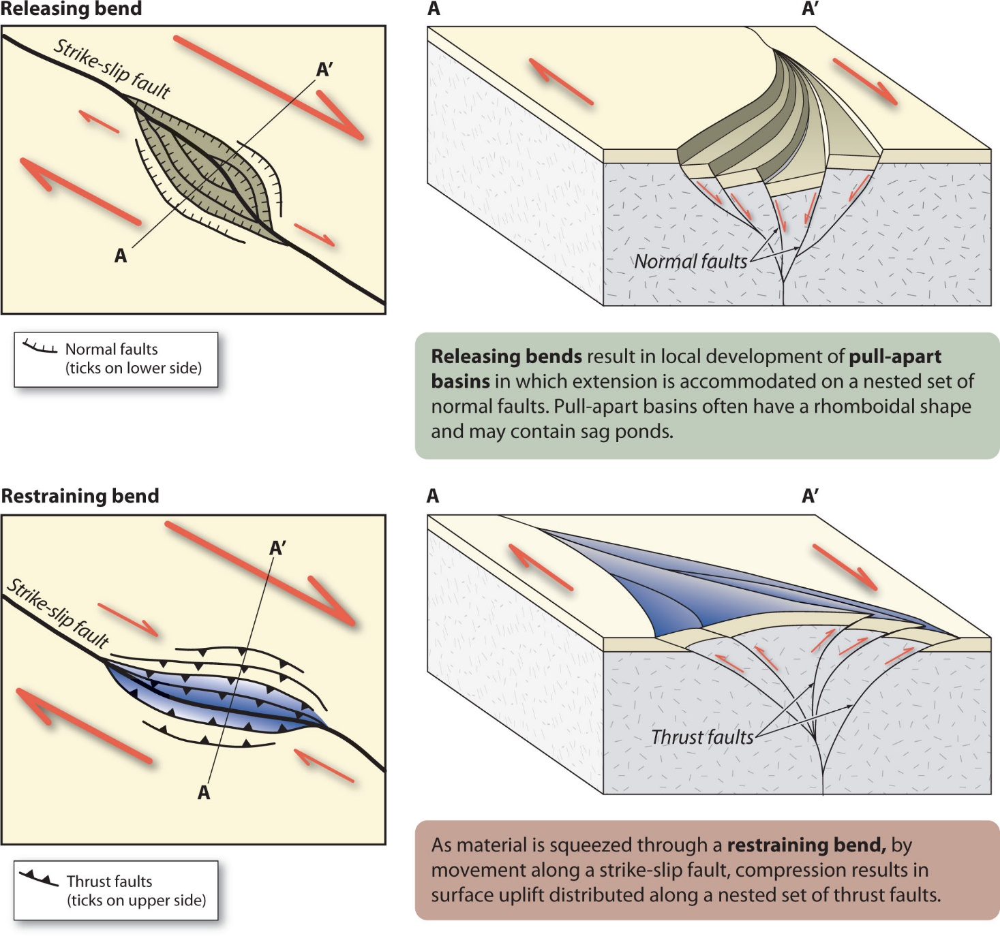 Releasing bend
Strike-slip fault
A'
A
Normal faults
(ticks on lower side)
A
A'
Normal faults
Releasing bends result in local development of pull-apart
basins in which extension is accommodated on a nested set of
normal faults. Pull-apart basins often have a rhomboidal shape
and may contain sag ponds.
Restraining bend
Strike-slip fault
A'
A
Thrust faults
(ticks on upper side)
A
A'
Thrust faults
As material is squeezed through a restraining bend, by
movement along a strike-slip fault, compression results in
surface uplift distributed along a nested set of thrust faults.